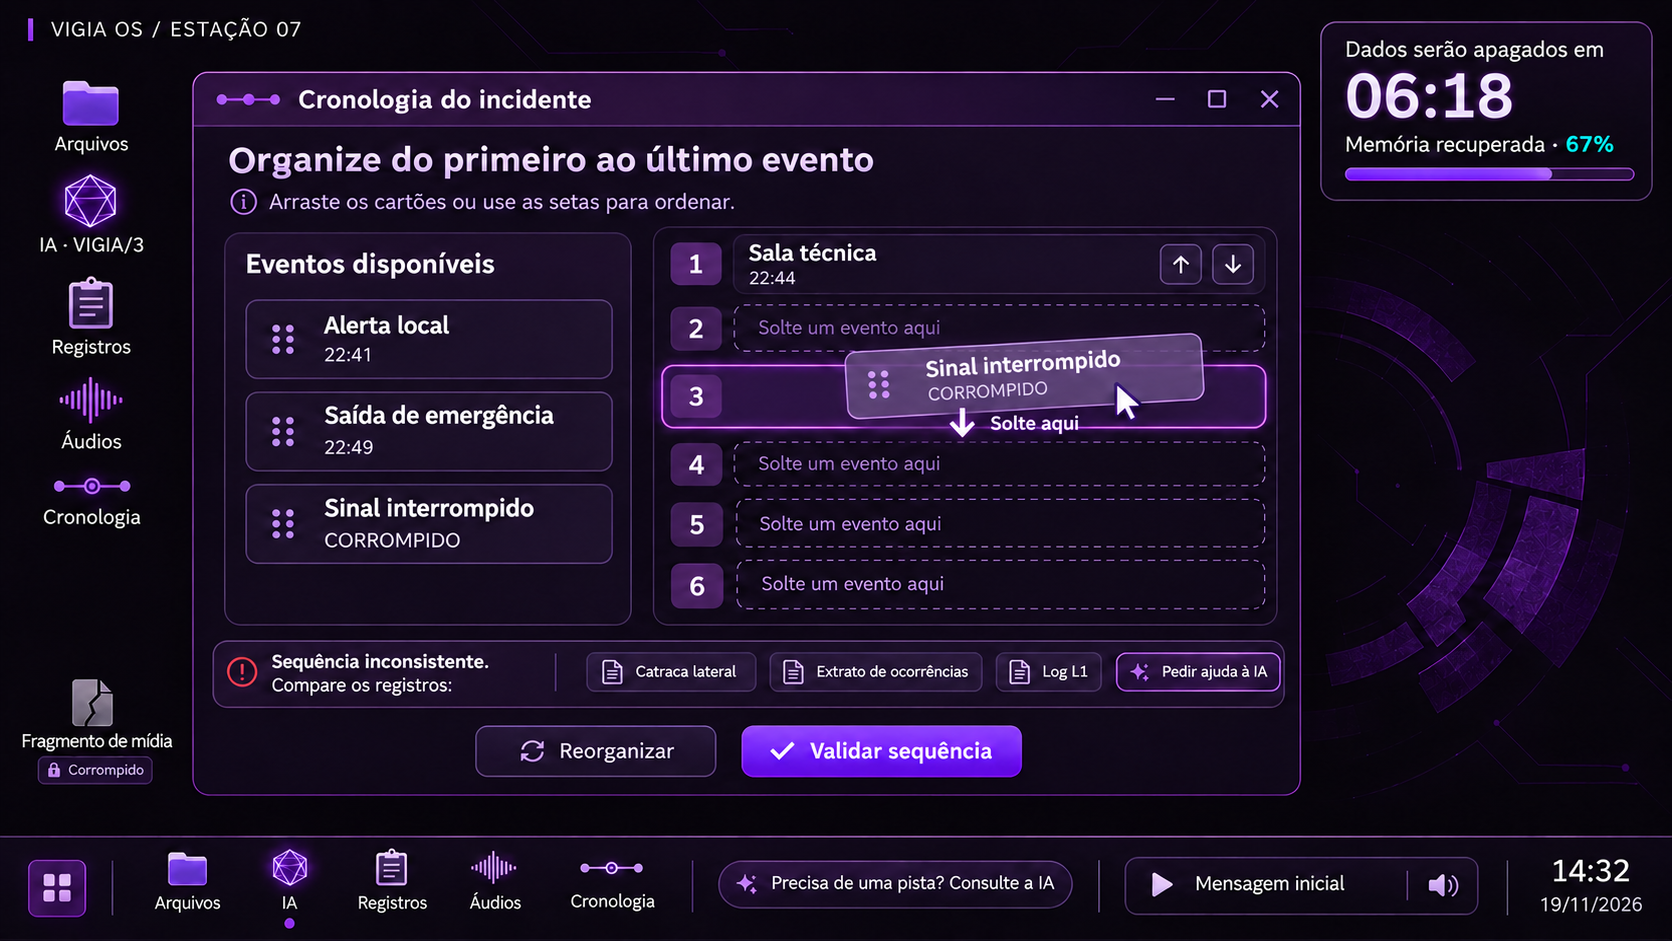 VIGIA OS / ESTAÇÃO 07
Arquivos
IA · VIGIA/3
Registros
Áudios
Cronologia
Fragmento de mídia
Corrompido
Cronologia do incidente
Organize do primeiro ao último evento
i
Arraste os cartões ou use as setas para ordenar.
Eventos disponíveis
Alerta local
22:41
Saída de emergência
22:49
Sinal interrompido
CORROMPIDO
1
Sala técnica
22:44
2
Solte um evento aqui
3
Sinal interrompido
CORROMPIDO
Solte aqui
4
Solte um evento aqui
5
Solte um evento aqui
6
Solte um evento aqui
Sequência inconsistente.
Compare os registros:
Catraca lateral
Extrato de ocorrências
Log L1
Pedir ajuda à IA
Reorganizar
Validar sequência
Dados serão apagados em
06:18
Memória recuperada · 67%
Arquivos
IA
Registros
Áudios
Cronologia
Precisa de uma pista? Consulte a IA
Mensagem inicial
14:32
19/11/2026